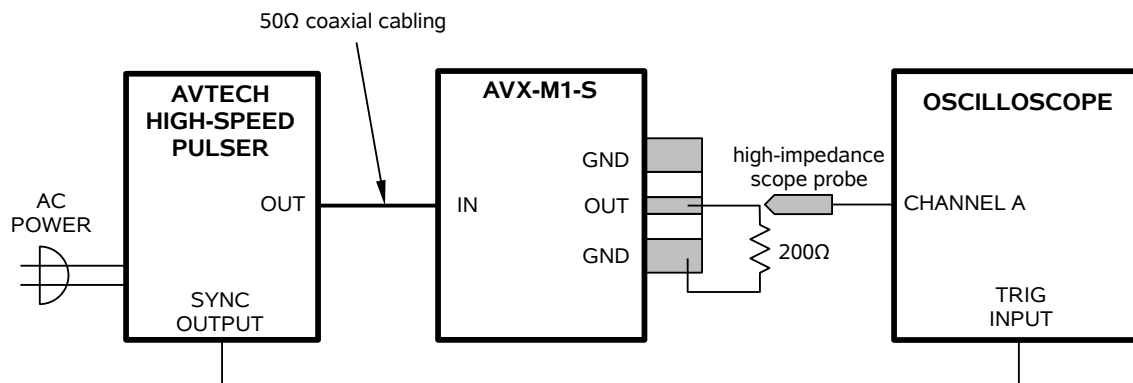 50Ω coaxial cabling
AVTECH
HIGH-SPEED
PULSER
AVX-M1-S
OSCILLOSCOPE
GND
high-impedance
scope probe
AC
POWER
OUT
IN
OUT
CHANNEL A
GND
200Ω
SYNC
OUTPUT
TRIG
INPUT